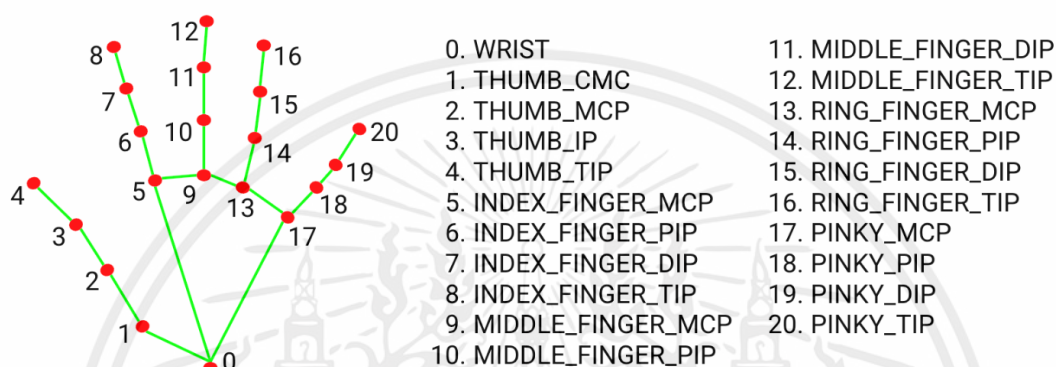 12
8
16
11
7
15
10
20
6
14
19
4
5
9
13
18
3
17
2
1
0
0. WRIST
1. THUMB_CMC
2. THUMB_MCP
3. THUMB_IP
4. THUMB_TIP
5. INDEX_FINGER_MCP
6. INDEX_FINGER_PIP
7. INDEX_FINGER_DIP
8. INDEX_FINGER_TIP
9. MIDDLE_FINGER_MCP
10. MIDDLE_FINGER_PIP
11. MIDDLE_FINGER_DIP
12. MIDDLE_FINGER_TIP
13. RING_FINGER_MCP
14. RING_FINGER_PIP
15. RING_FINGER_DIP
16. RING_FINGER_TIP
17. PINKY_MCP
18. PINKY_PIP
19. PINKY_DIP
20. PINKY_TIP